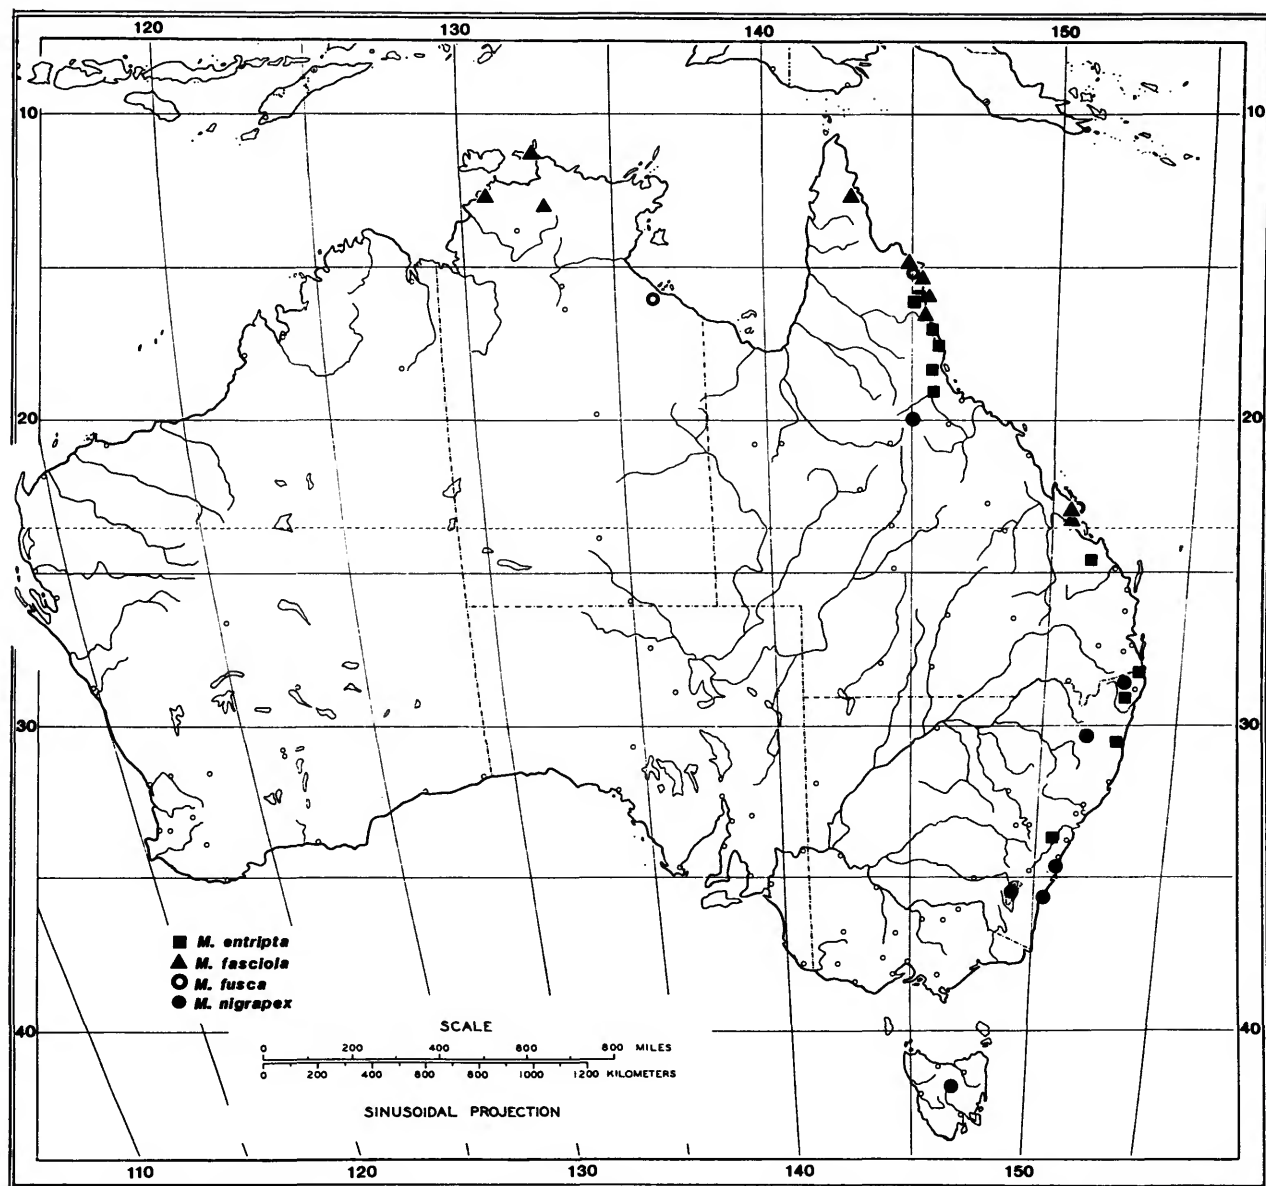 120 130 140 150
10 10
20 20
30 30
40 40
M. entripta
M. fasciola
M. fusca
M. nigrapex
SCALE
0 200 400 600 800 MILES
0 200 400 600 800 1000 1200 KILOMETERS
SINUSOIDAL PROJECTION
110 120 130 140 150